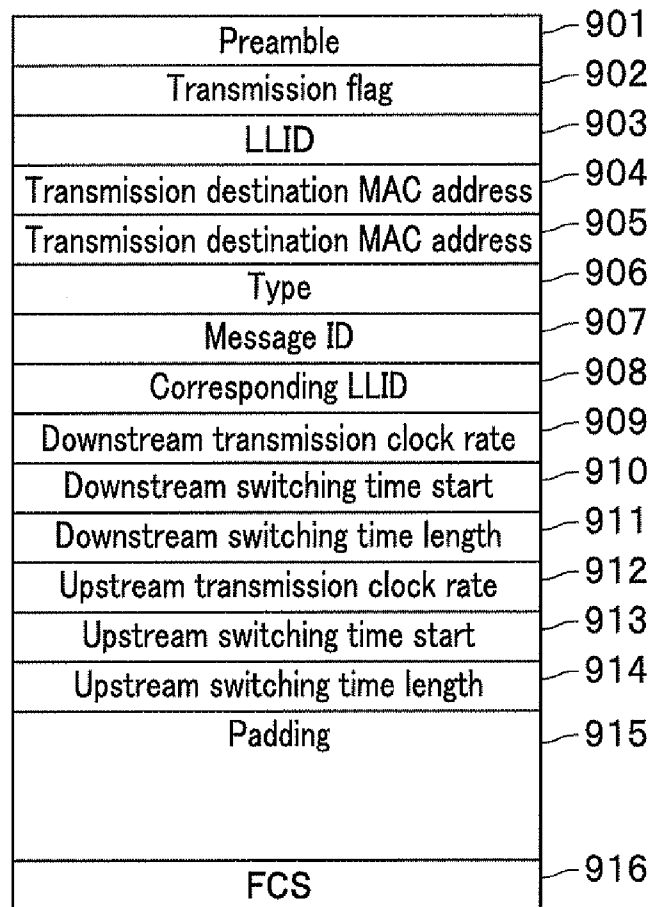 Preamble 901
Transmission flag 902
LLID 903
Transmission destination MAC address 904
Transmission destination MAC address 905
Type 906
Message ID 907
Corresponding LLID 908
Downstream transmission clock rate 909
Downstream switching time start 910
Downstream switching time length 911
Upstream transmission clock rate 912
Upstream switching time start 913
Upstream switching time length 914
Padding 915
FCS 916